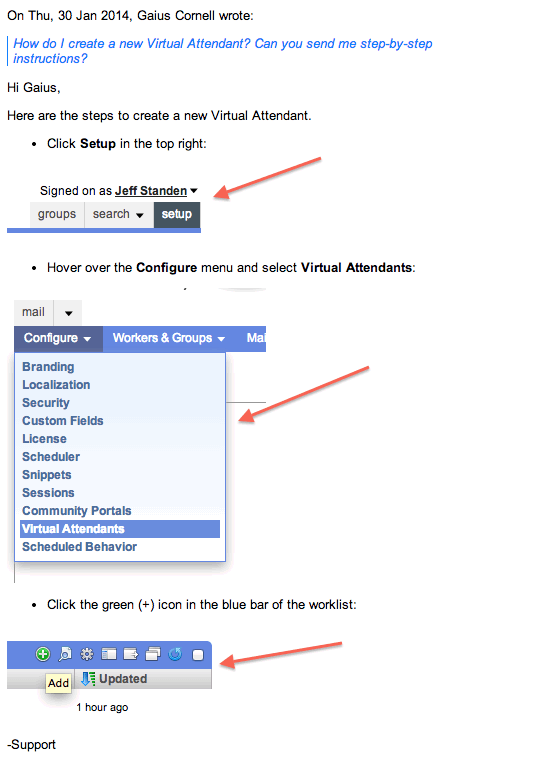 On Thu, 30 Jan 2014, Gaius Cornell wrote:
How do I create a new Virtual Attendant? Can you send me step-by-step
instructions?
Hi Gaius,
Here are the steps to create a new Virtual Attendant.
• Click Setup in the top right:
Signed on as Jeff Standen
groups search setup
• Hover over the Configure menu and select Virtual Attendants:
mail
Configure Workers & Groups Mai
Branding
Localization
Security
Custom Fields
License
Scheduler
Snippets
Sessions
Community Portals
Virtual Attendants
Scheduled Behavior
• Click the green (+) icon in the blue bar of the worklist:
Add Updated
1 hour ago
-Support